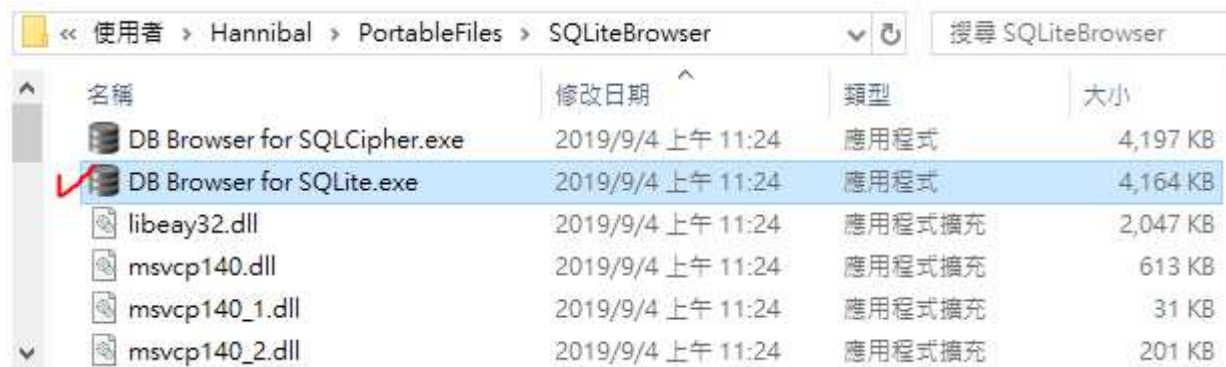 « 使用者 › Hannibal › PortableFiles › SQLiteBrowser 搜尋 SQLiteBrowser
名稱 修改日期 類型 大小
DB Browser for SQLCipher.exe 2019/9/4 上午 11:24 應用程式 4,197 KB
DB Browser for SQLite.exe 2019/9/4 上午 11:24 應用程式 4,164 KB
libeay32.dll 2019/9/4 上午 11:24 應用程式擴充 2,047 KB
msvcp140.dll 2019/9/4 上午 11:24 應用程式擴充 613 KB
msvcp140_1.dll 2019/9/4 上午 11:24 應用程式擴充 31 KB
msvcp140_2.dll 2019/9/4 上午 11:24 應用程式擴充 201 KB